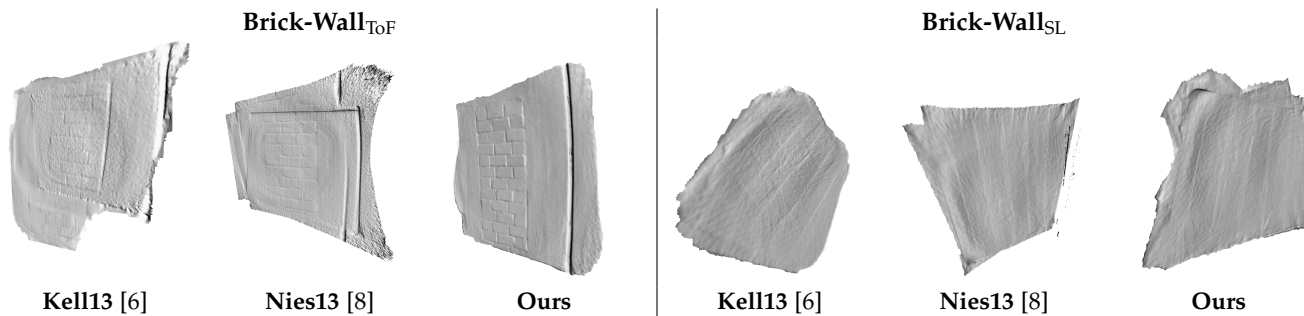 Brick-WallToF
Brick-WallSL
Kell13 [6]
Nies13 [8]
Ours
Kell13 [6]
Nies13 [8]
Ours